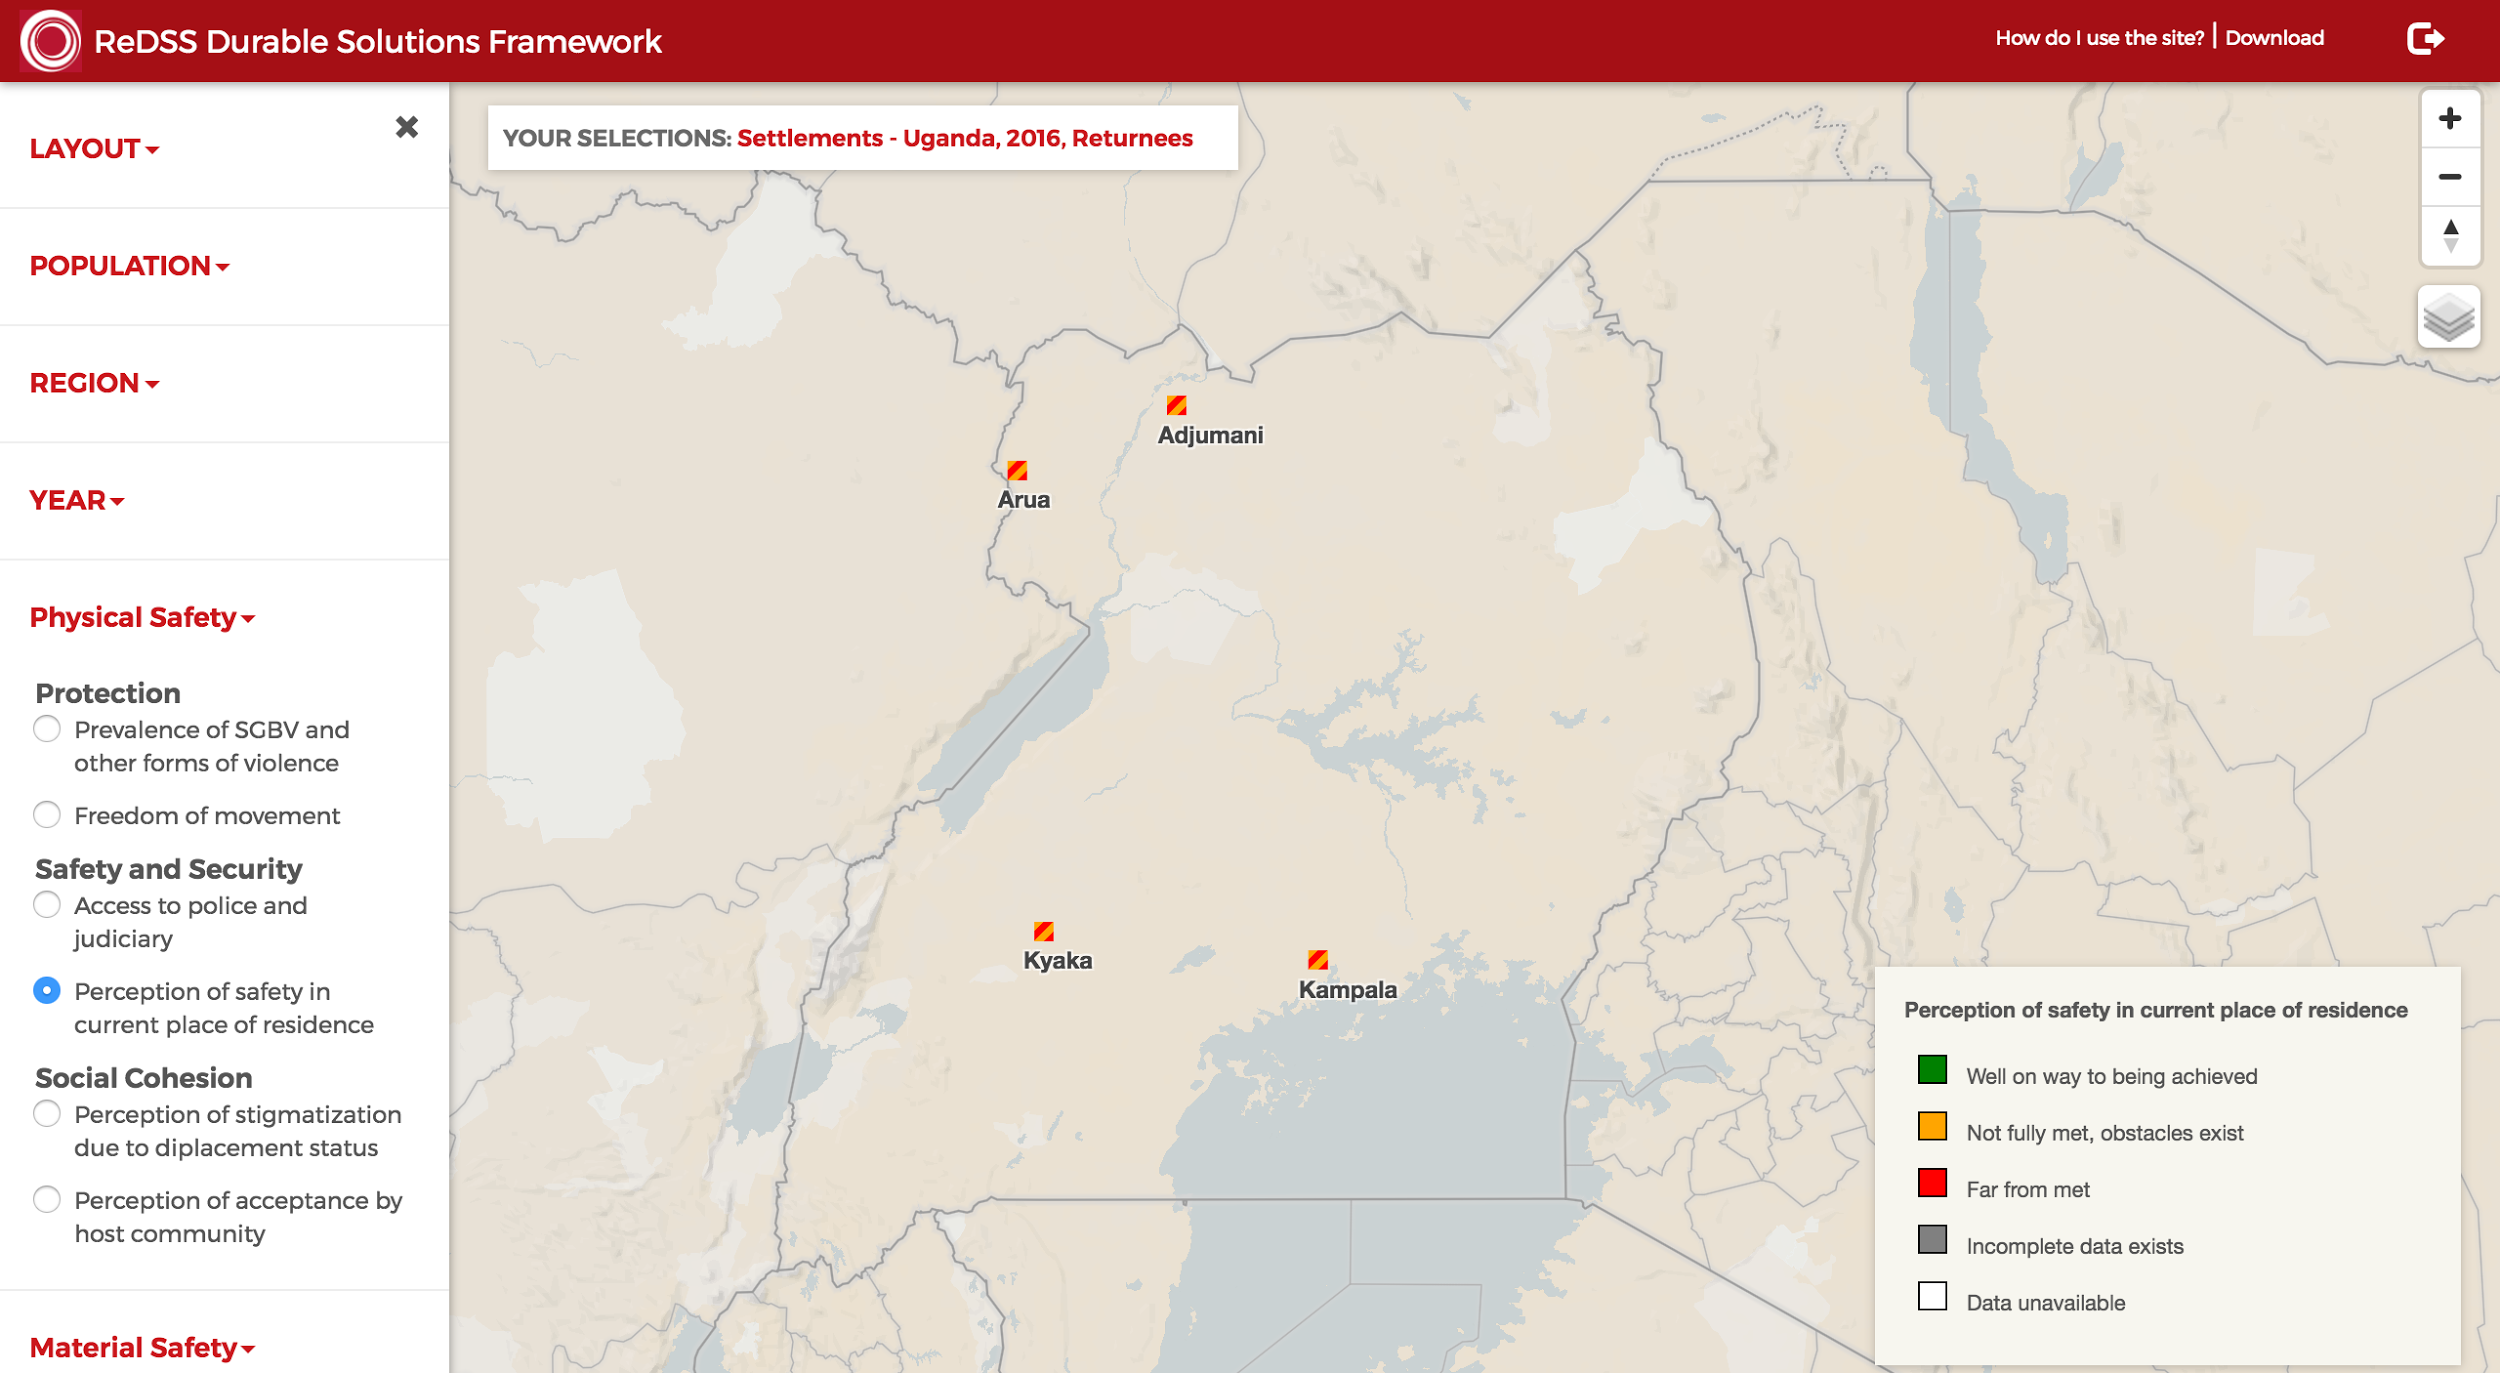 ReDSS Durable Solutions Framework
How do I use the site? | Download
LAYOUT
POPULATION
REGION
YEAR
Physical Safety
Protection
Prevalence of SGBV and
other forms of violence
Freedom of movement
Safety and Security
Access to police and
judiciary
Perception of safety in
current place of residence
Social Cohesion
Perception of stigmatization
due to diplacement status
Perception of acceptance by
host community
Material Safety
YOUR SELECTIONS: Settlements - Uganda, 2016, Returnees
Adjumani
Arua
Kyaka
Kampala
Perception of safety in current place of residence
Well on way to being achieved
Not fully met, obstacles exist
Far from met
Incomplete data exists
Data unavailable